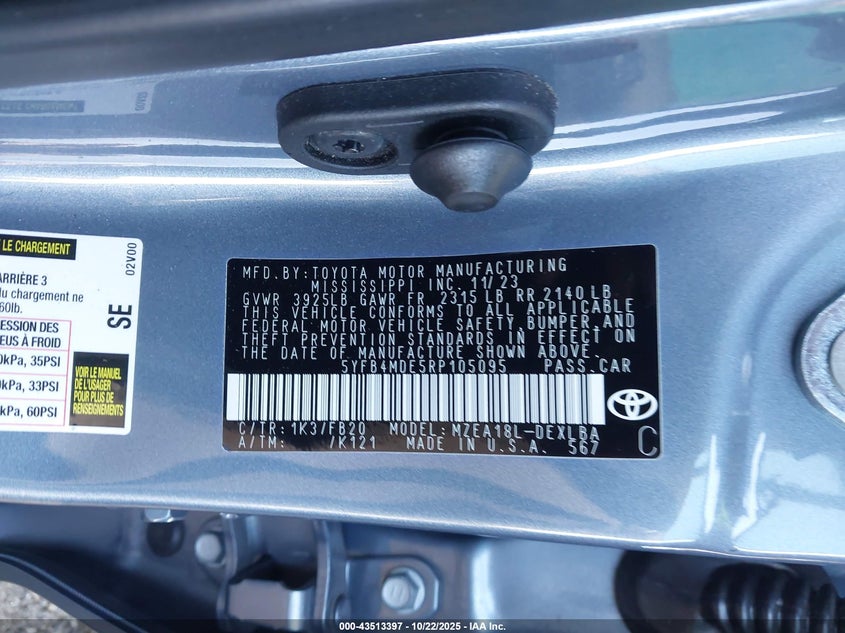 LE CHARGEMENT
02V00
ARRIÈRE 3
du chargement ne
60lb.
SE
ESSION DES
EUS À FROID
0kPa, 35PSI
0kPa, 33PSI
kPa, 60PSI
VOIR LE MANUEL
DE L'USAGER
POUR PLUS DE
RENSEIGNEMENTS
MFD. BY: TOYOTA MOTOR MANUFACTURING
MISSISSIPPI INC. 11/23
GVWR 3925LB GAWR FR 2315 LB RR 2140 LB
THIS VEHICLE CONFORMS TO ALL APPLICABLE
FEDERAL MOTOR VEHICLE SAFETY, BUMPER, AND
THEFT PREVENTION STANDARDS IN EFFECT ON
THE DATE OF MANUFACTURE SHOWN ABOVE.
5YFB4MDE5RP105095 PASS. CAR
C/TR: 1K3/FB20 MODEL: MZEA18L-DEXLBA
A/TM: /K121 MADE IN U.S.A. 567
C
000-43513397 - 10/22/2025 - IAA Inc.